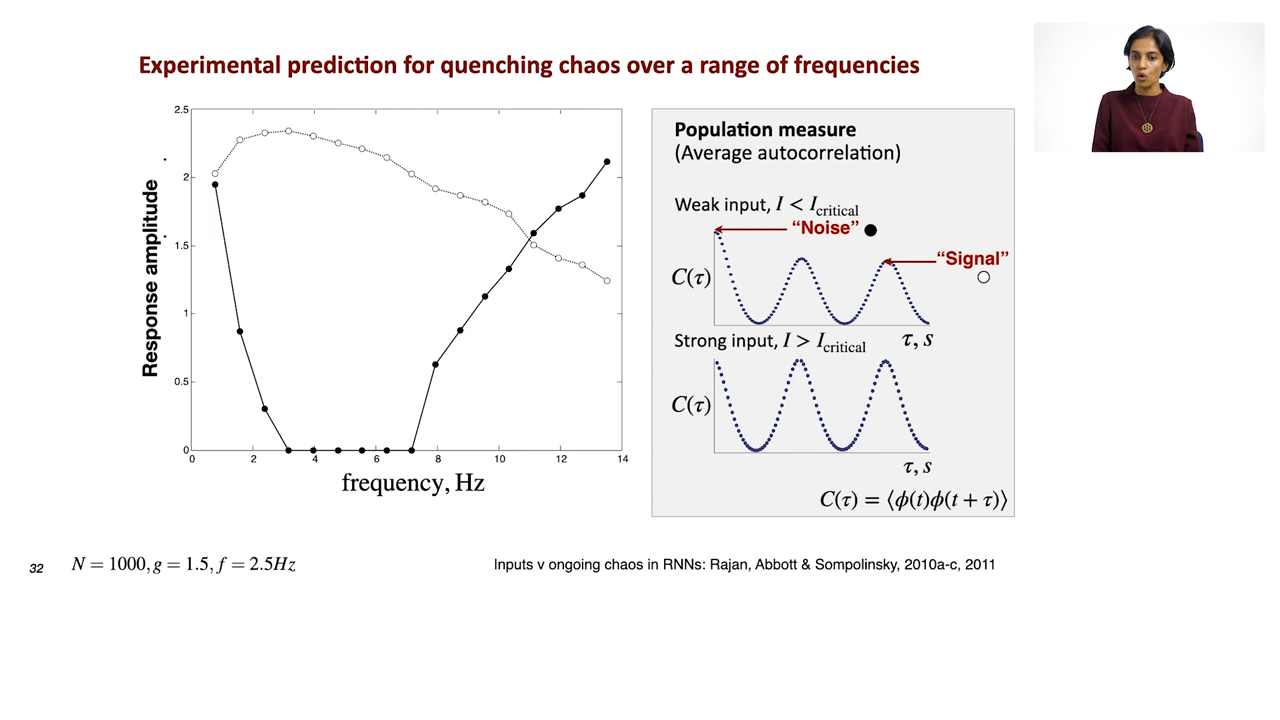 Experimental prediction for quenching chaos over a range of frequencies
Response amplitude
2.5
2
1.5
1
0.5
0
0 2 4 6 8 10 12 14
frequency, Hz
Population measure
(Average autocorrelation)
Weak input, I < I_critical
“Noise”
“Signal”
C(τ)
τ, s
Strong input, I > I_critical
C(τ)
τ, s
C(τ) = ⟨ϕ(t)ϕ(t + τ)⟩
32
N = 1000, g = 1.5, f = 2.5Hz
Inputs v ongoing chaos in RNNs: Rajan, Abbott & Sompolinsky, 2010a-c, 2011